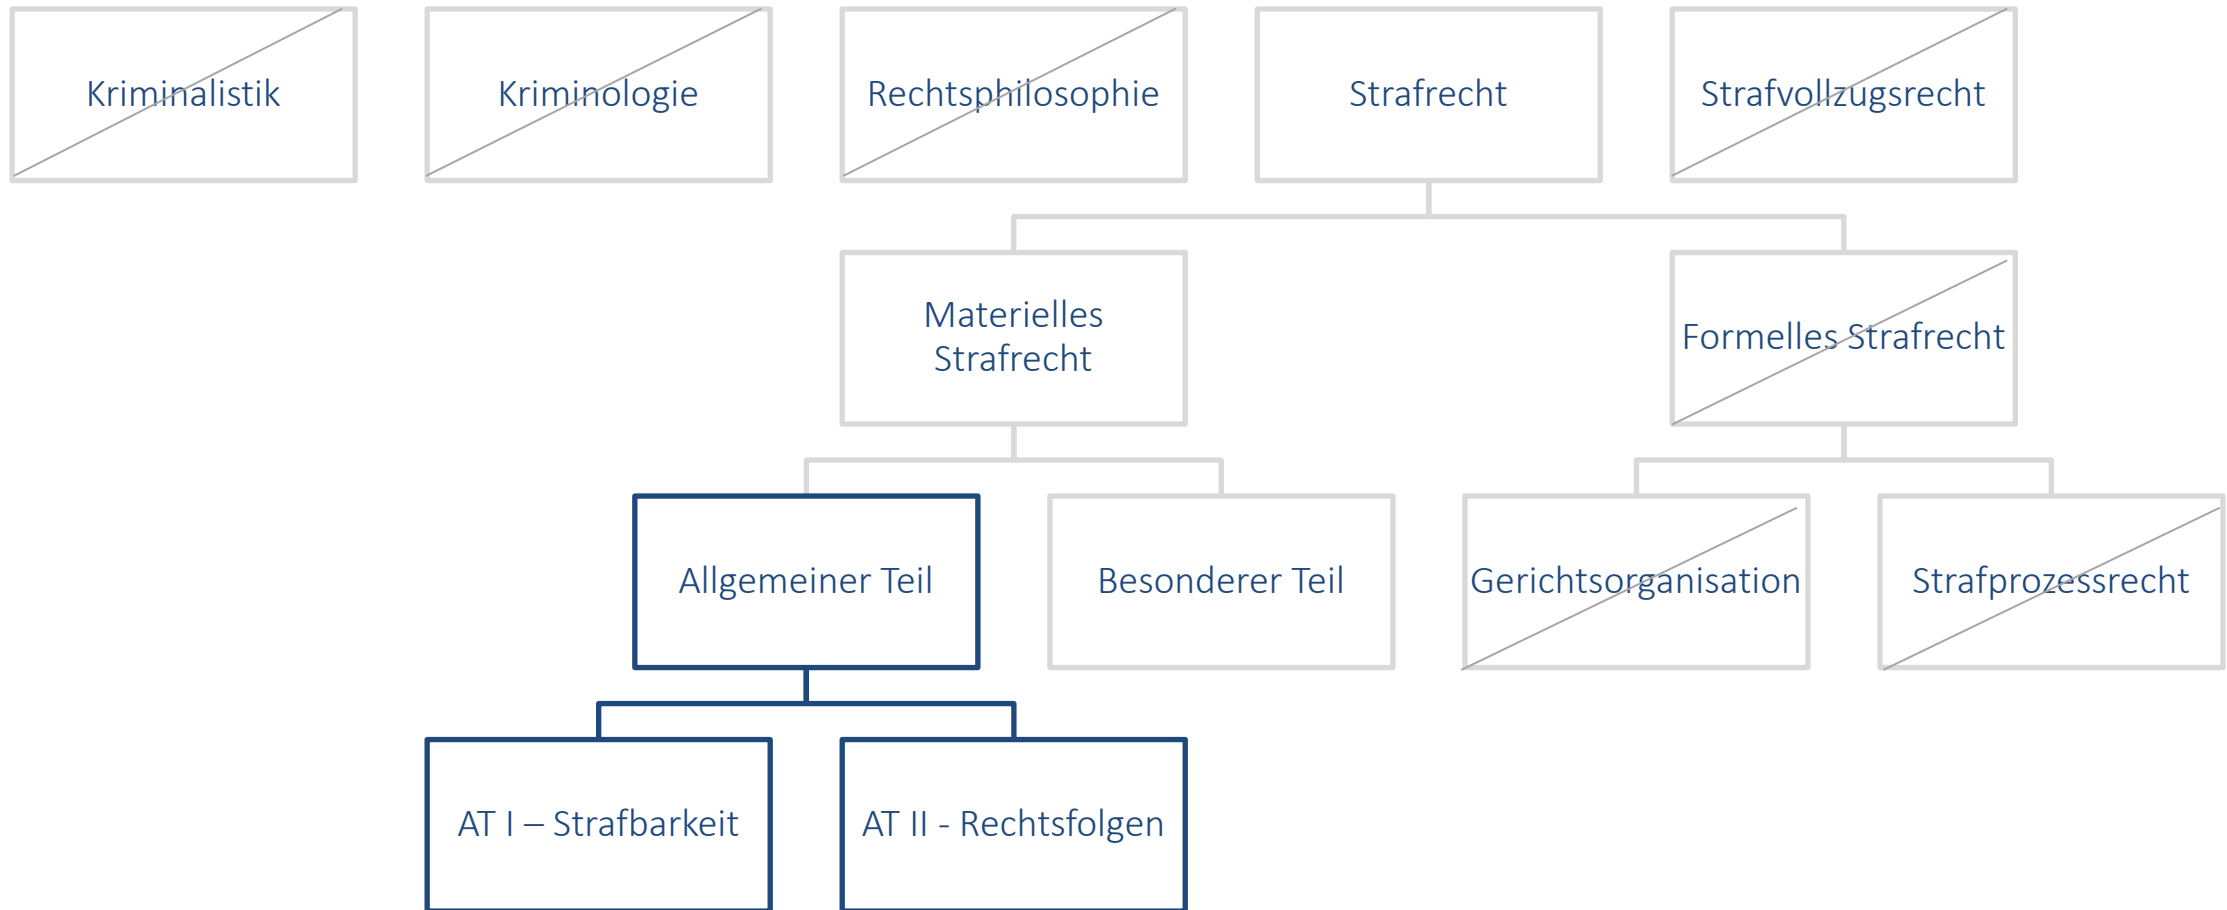 Kriminalistik
Kriminologie
Rechtsphilosophie
Strafrecht
Strafvollzugsrecht
Materielles
Strafrecht
Formelles Strafrecht
Allgemeiner Teil
Besonderer Teil
Gerichtsorganisation
Strafprozessrecht
AT I – Strafbarkeit
AT II - Rechtsfolgen